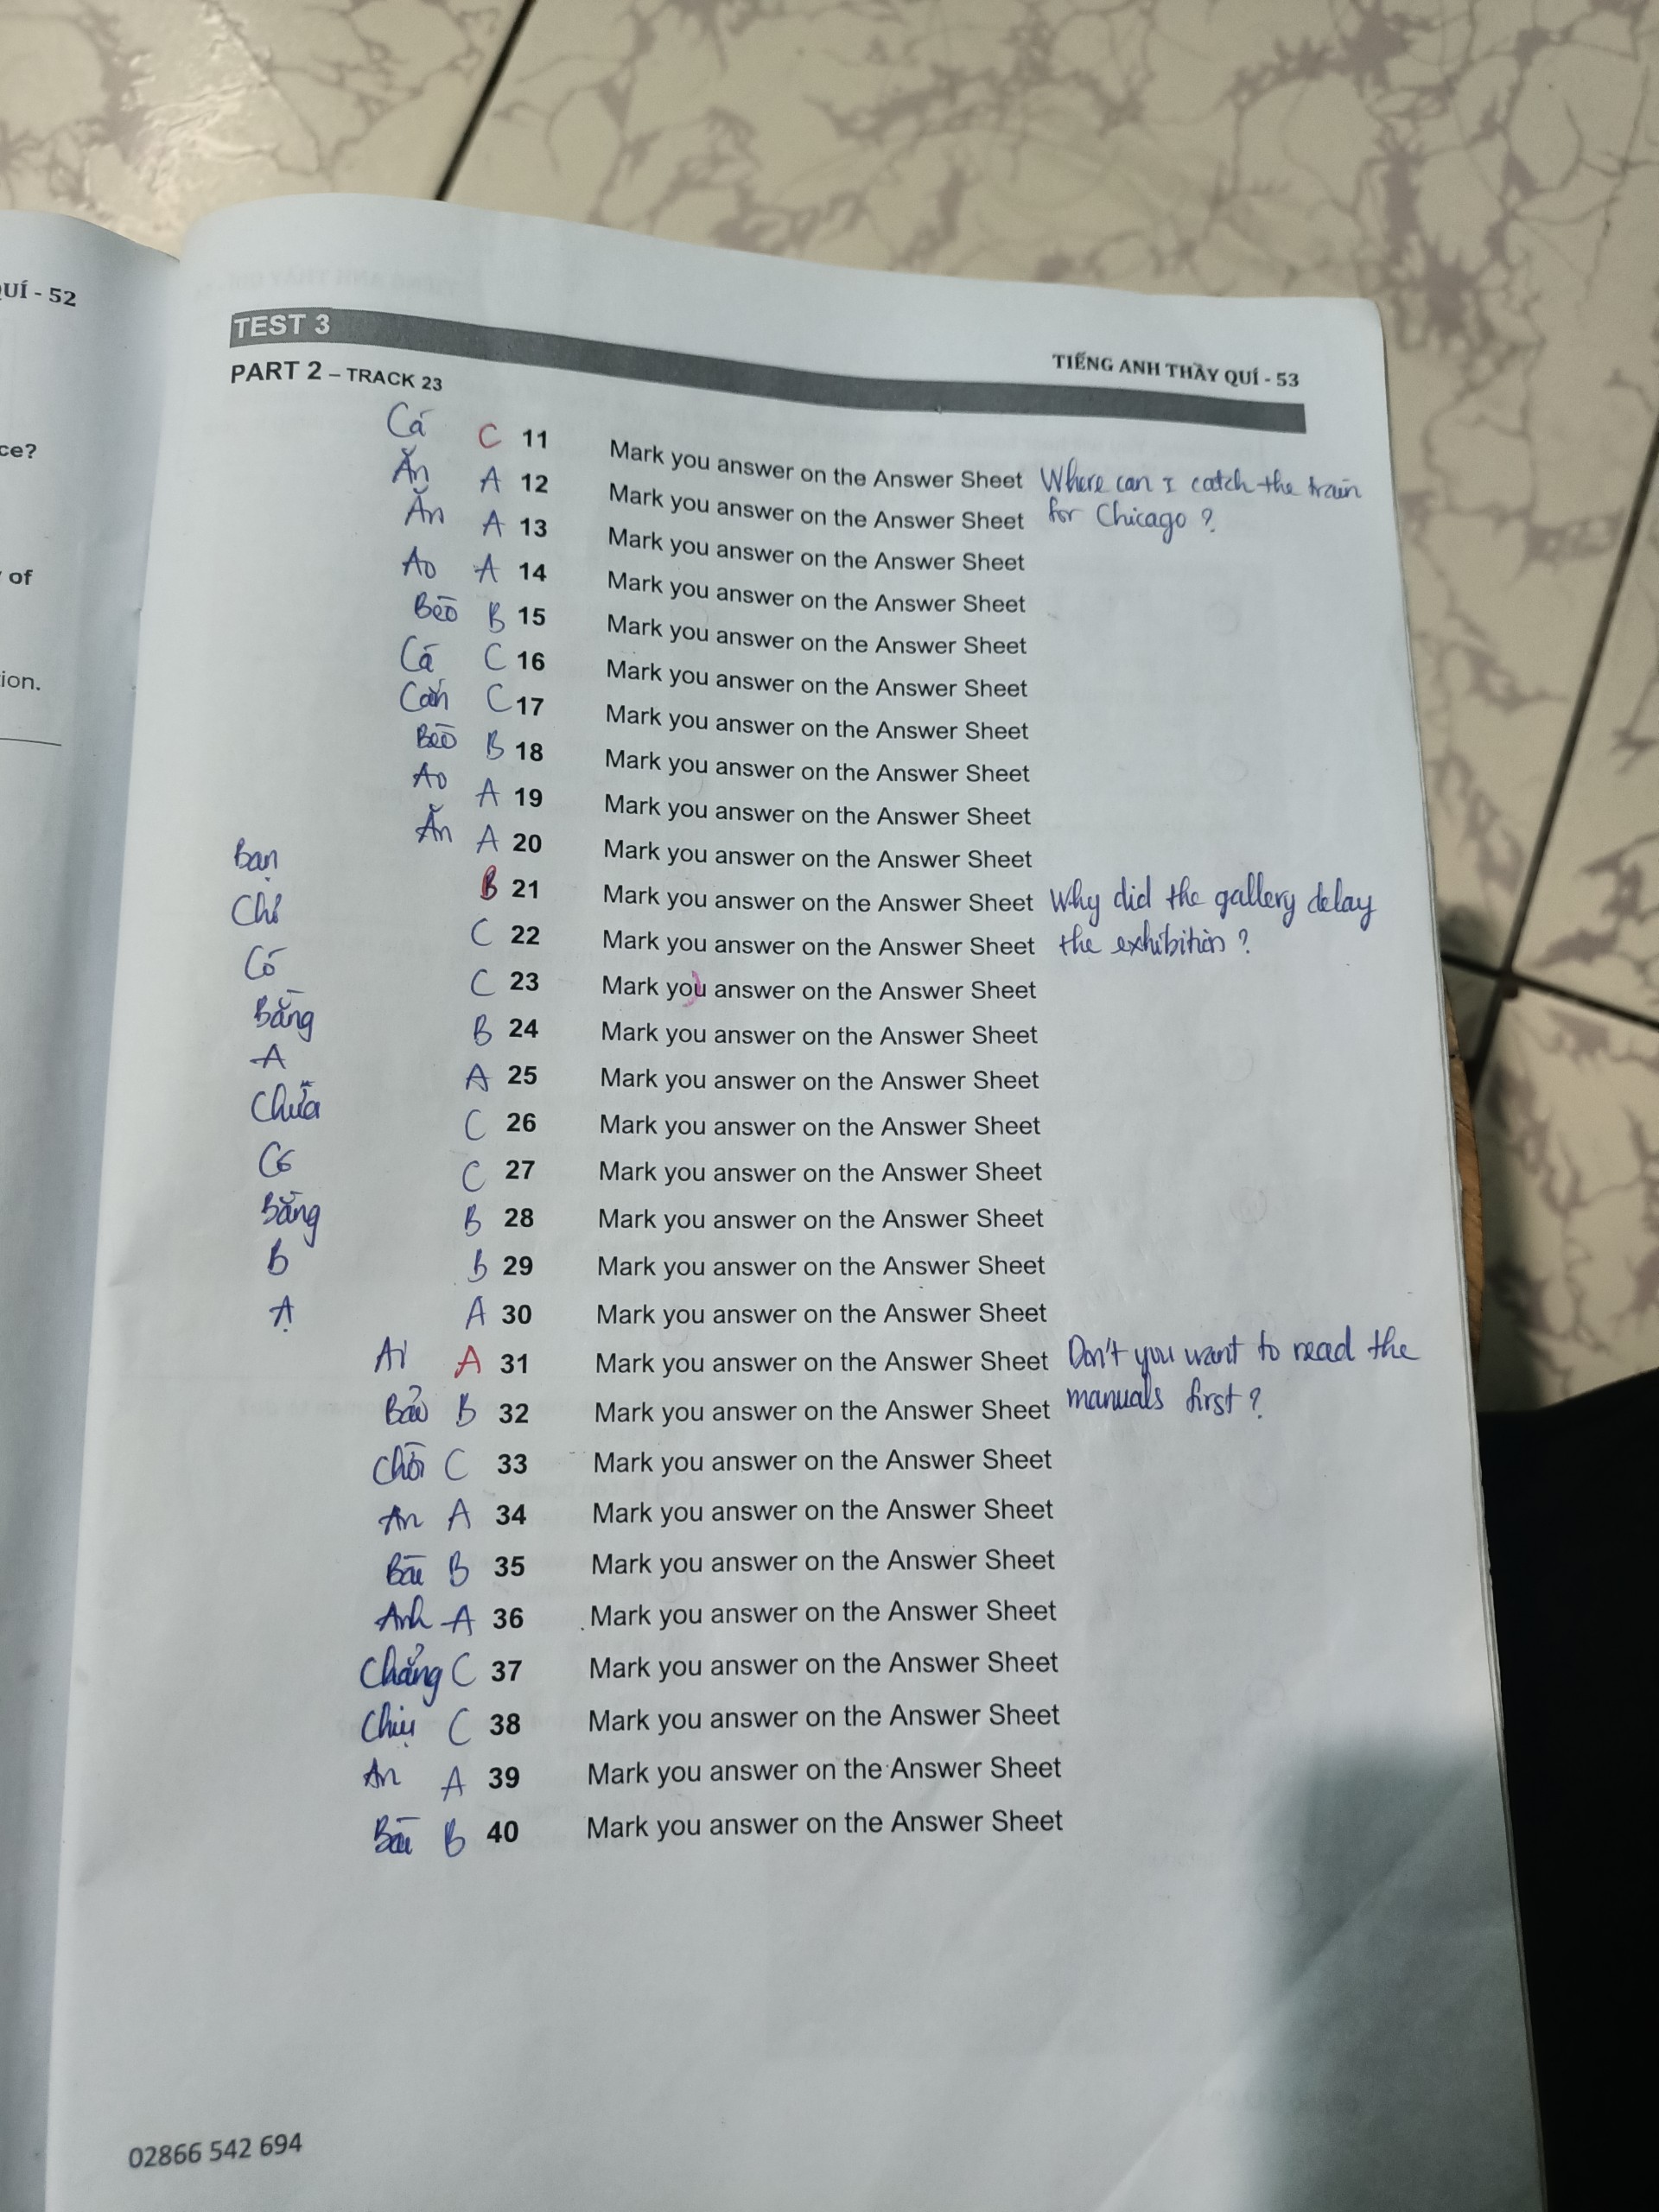 UÍ - 52
ce?
of
ion.
TEST 3
TIẾNG ANH THẦY QUÍ - 53
PART 2 – TRACK 23
Cá C 11 Mark you answer on the Answer Sheet Where can I catch the train
Ăn A 12 Mark you answer on the Answer Sheet for Chicago ?
Ăn A 13 Mark you answer on the Answer Sheet
Ao A 14 Mark you answer on the Answer Sheet
Bèo B 15 Mark you answer on the Answer Sheet
Cá C 16 Mark you answer on the Answer Sheet
Cắn C 17 Mark you answer on the Answer Sheet
Bèo B 18 Mark you answer on the Answer Sheet
Ao A 19 Mark you answer on the Answer Sheet
Ăn A 20 Mark you answer on the Answer Sheet
Bạn B 21 Mark you answer on the Answer Sheet Why did the gallery delay
Chỉ C 22 Mark you answer on the Answer Sheet the exhibition ?
Có C 23 Mark you answer on the Answer Sheet
Bằng B 24 Mark you answer on the Answer Sheet
A A 25 Mark you answer on the Answer Sheet
Chữa C 26 Mark you answer on the Answer Sheet
Có C 27 Mark you answer on the Answer Sheet
Bằng B 28 Mark you answer on the Answer Sheet
B B 29 Mark you answer on the Answer Sheet
Ạ A 30 Mark you answer on the Answer Sheet
Ai A 31 Mark you answer on the Answer Sheet Don't you want to read the
Bảo B 32 Mark you answer on the Answer Sheet manuals first ?
Chồi C 33 Mark you answer on the Answer Sheet
An A 34 Mark you answer on the Answer Sheet
Bài B 35 Mark you answer on the Answer Sheet
Anh A 36 Mark you answer on the Answer Sheet
Chẳng C 37 Mark you answer on the Answer Sheet
Chịu C 38 Mark you answer on the Answer Sheet
An A 39 Mark you answer on the Answer Sheet
Bài B 40 Mark you answer on the Answer Sheet
02866 542 694